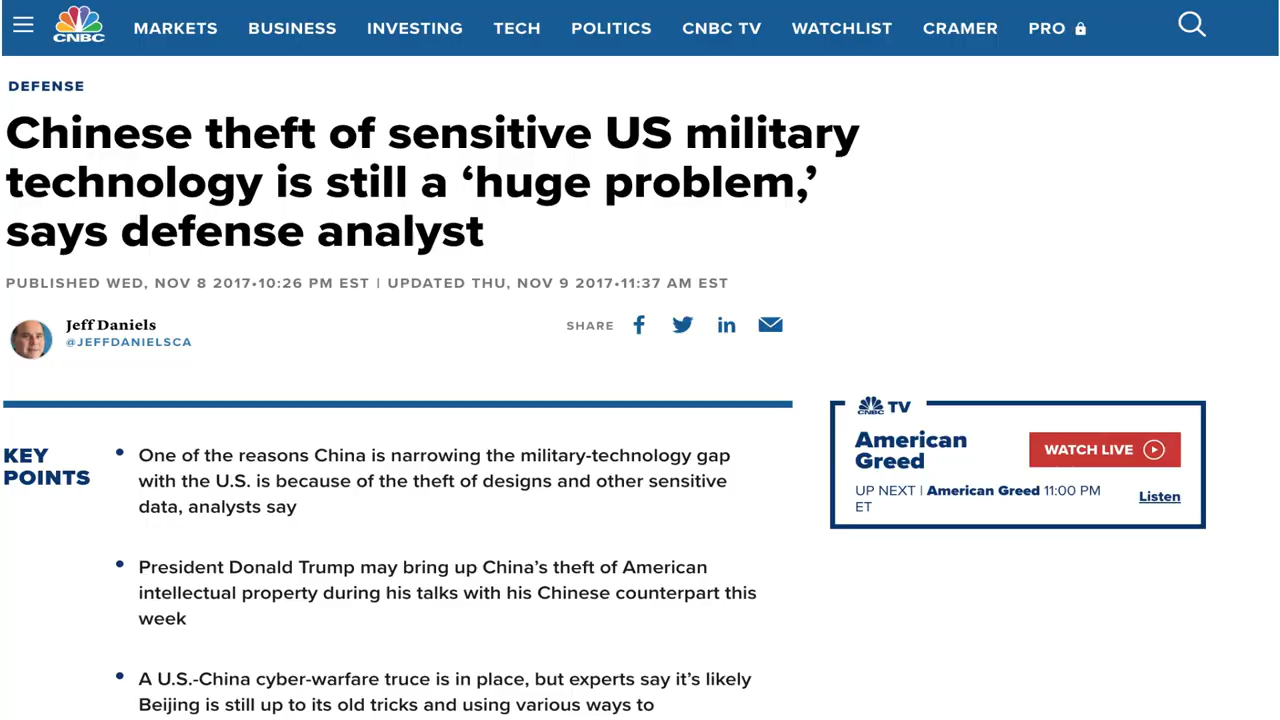 CNBC MARKETS BUSINESS INVESTING TECH POLITICS CNBC TV WATCHLIST CRAMER PRO
DEFENSE
Chinese theft of sensitive US military
technology is still a ‘huge problem,’
says defense analyst
PUBLISHED WED, NOV 8 2017•10:26 PM EST | UPDATED THU, NOV 9 2017•11:37 AM EST
Jeff Daniels
@JEFFDANIELSCA
SHARE
KEY
POINTS
• One of the reasons China is narrowing the military-technology gap
with the U.S. is because of the theft of designs and other sensitive
data, analysts say
• President Donald Trump may bring up China’s theft of American
intellectual property during his talks with his Chinese counterpart this
week
• A U.S.-China cyber-warfare truce is in place, but experts say it’s likely
Beijing is still up to its old tricks and using various ways to
CNBC TV
American
Greed
WATCH LIVE
UP NEXT | American Greed 11:00 PM
ET
Listen